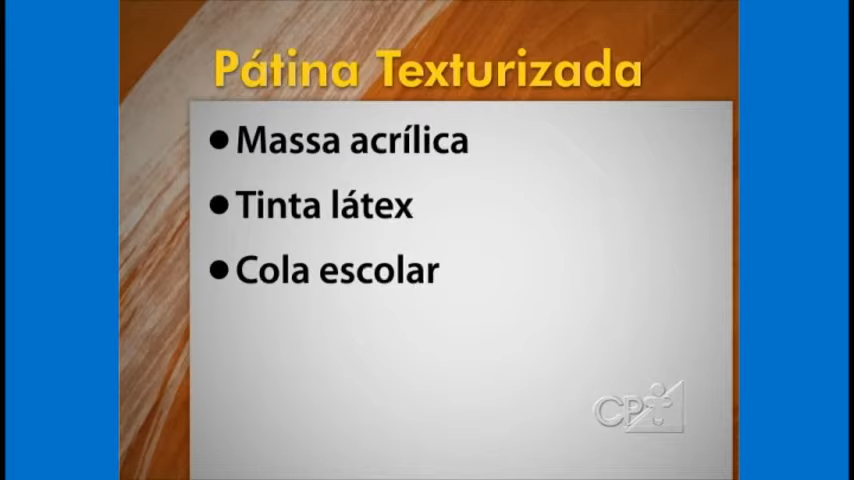 Pátina Texturizada
● Massa acrílica
● Tinta látex
● Cola escolar
CPT